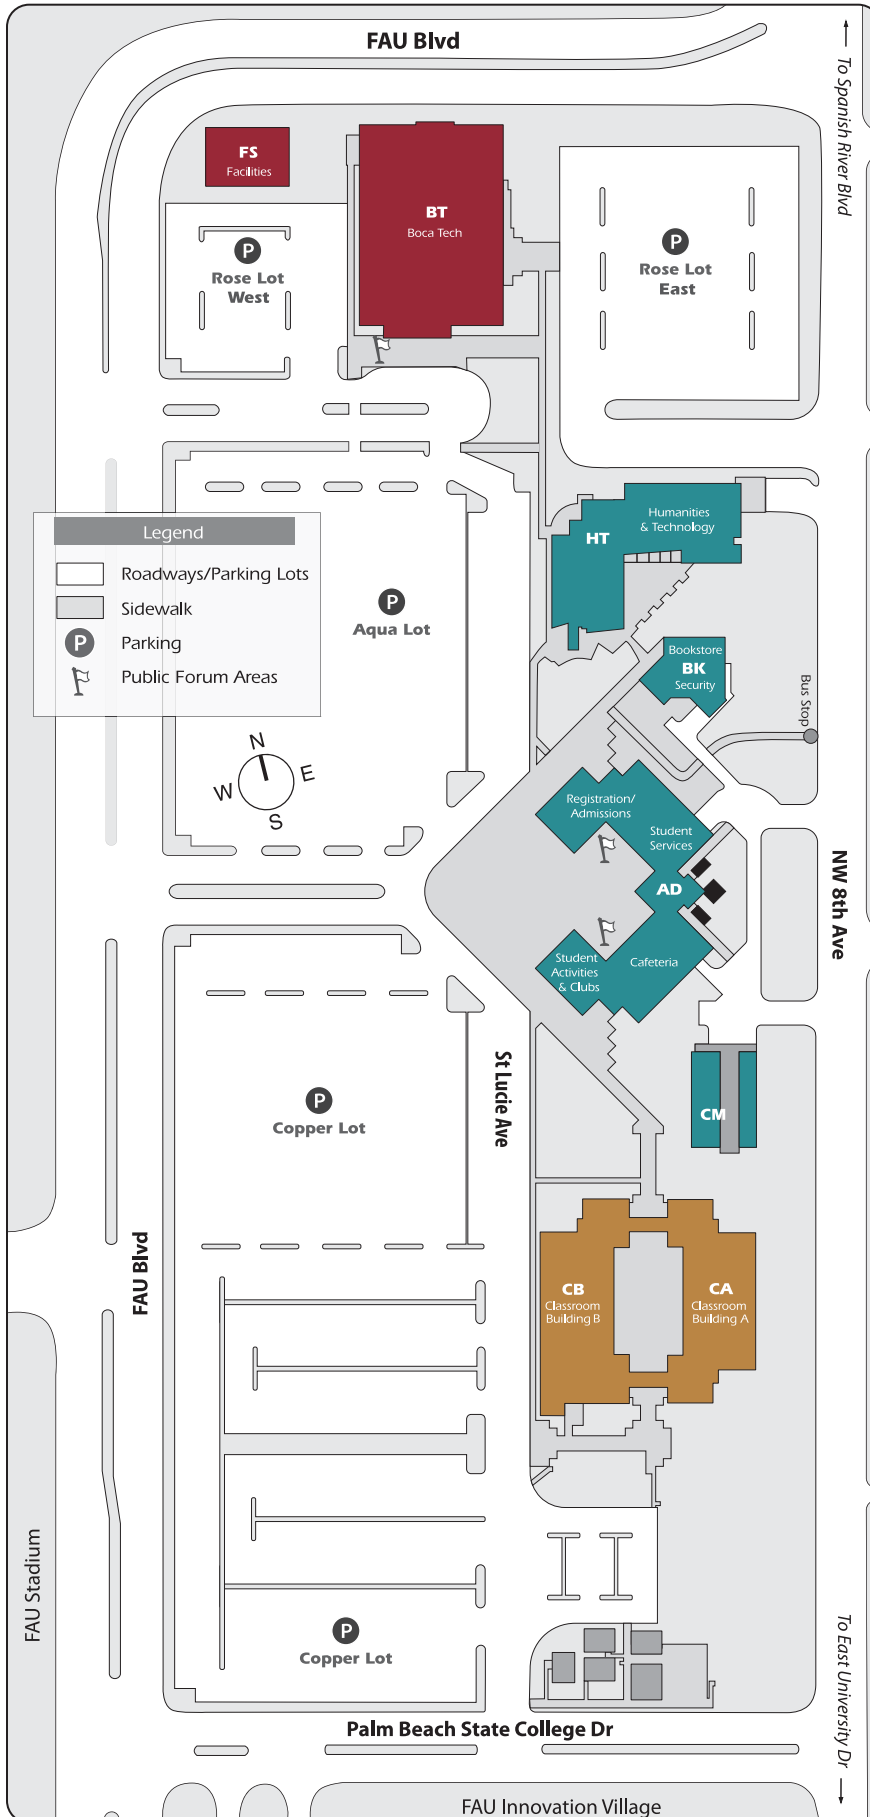 FAU Blvd
To Spanish River Blvd
FS
Facilities
BT
Boca Tech
P
Rose Lot
West
P
Rose Lot
East
HT
Humanities
& Technology
Legend
Roadways/Parking Lots
Sidewalk
P
Parking
Public Forum Areas
P
Aqua Lot
Bookstore
BK
Security
Bus Stop
N
W
E
S
Registration/
Admissions
Student
Services
AD
NW 8th Ave
Student
Activities
& Clubs
Cafeteria
P
Copper Lot
St Lucie Ave
CM
FAU Blvd
CB
Classroom
Building B
CA
Classroom
Building A
FAU Stadium
P
Copper Lot
To East University Dr
Palm Beach State College Dr
FAU Innovation Village